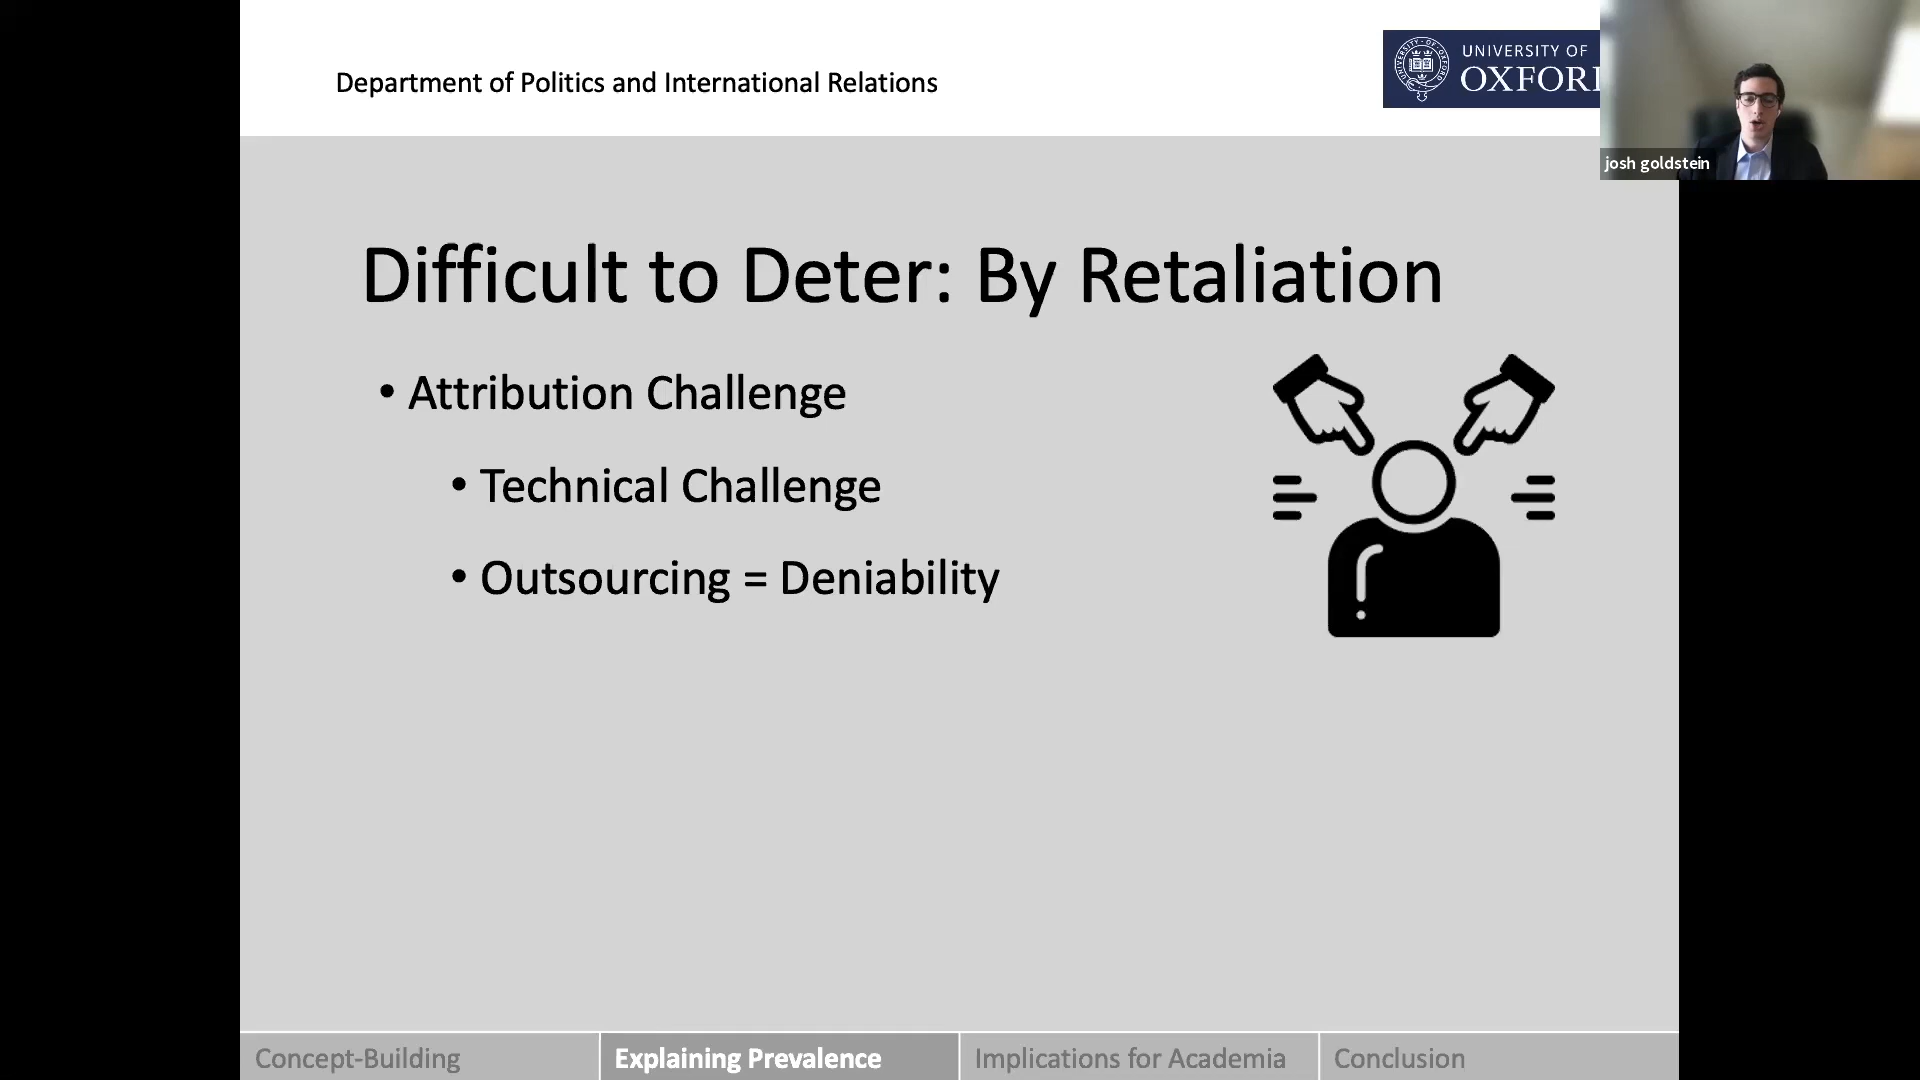 Department of Politics and International Relations
UNIVERSITY OF
OXFOR
josh goldstein
Difficult to Deter: By Retaliation
• Attribution Challenge
• Technical Challenge
• Outsourcing = Deniability
Concept-Building
Explaining Prevalence
Implications for Academia
Conclusion